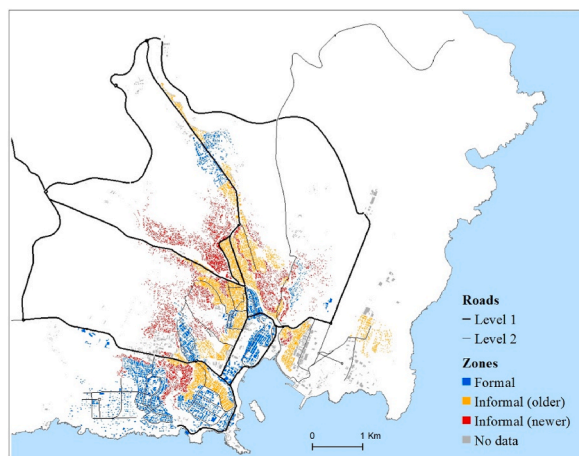 Roads
Level 1
Level 2
Zones
Formal
Informal (older)
Informal (newer)
No data
0 1 Km